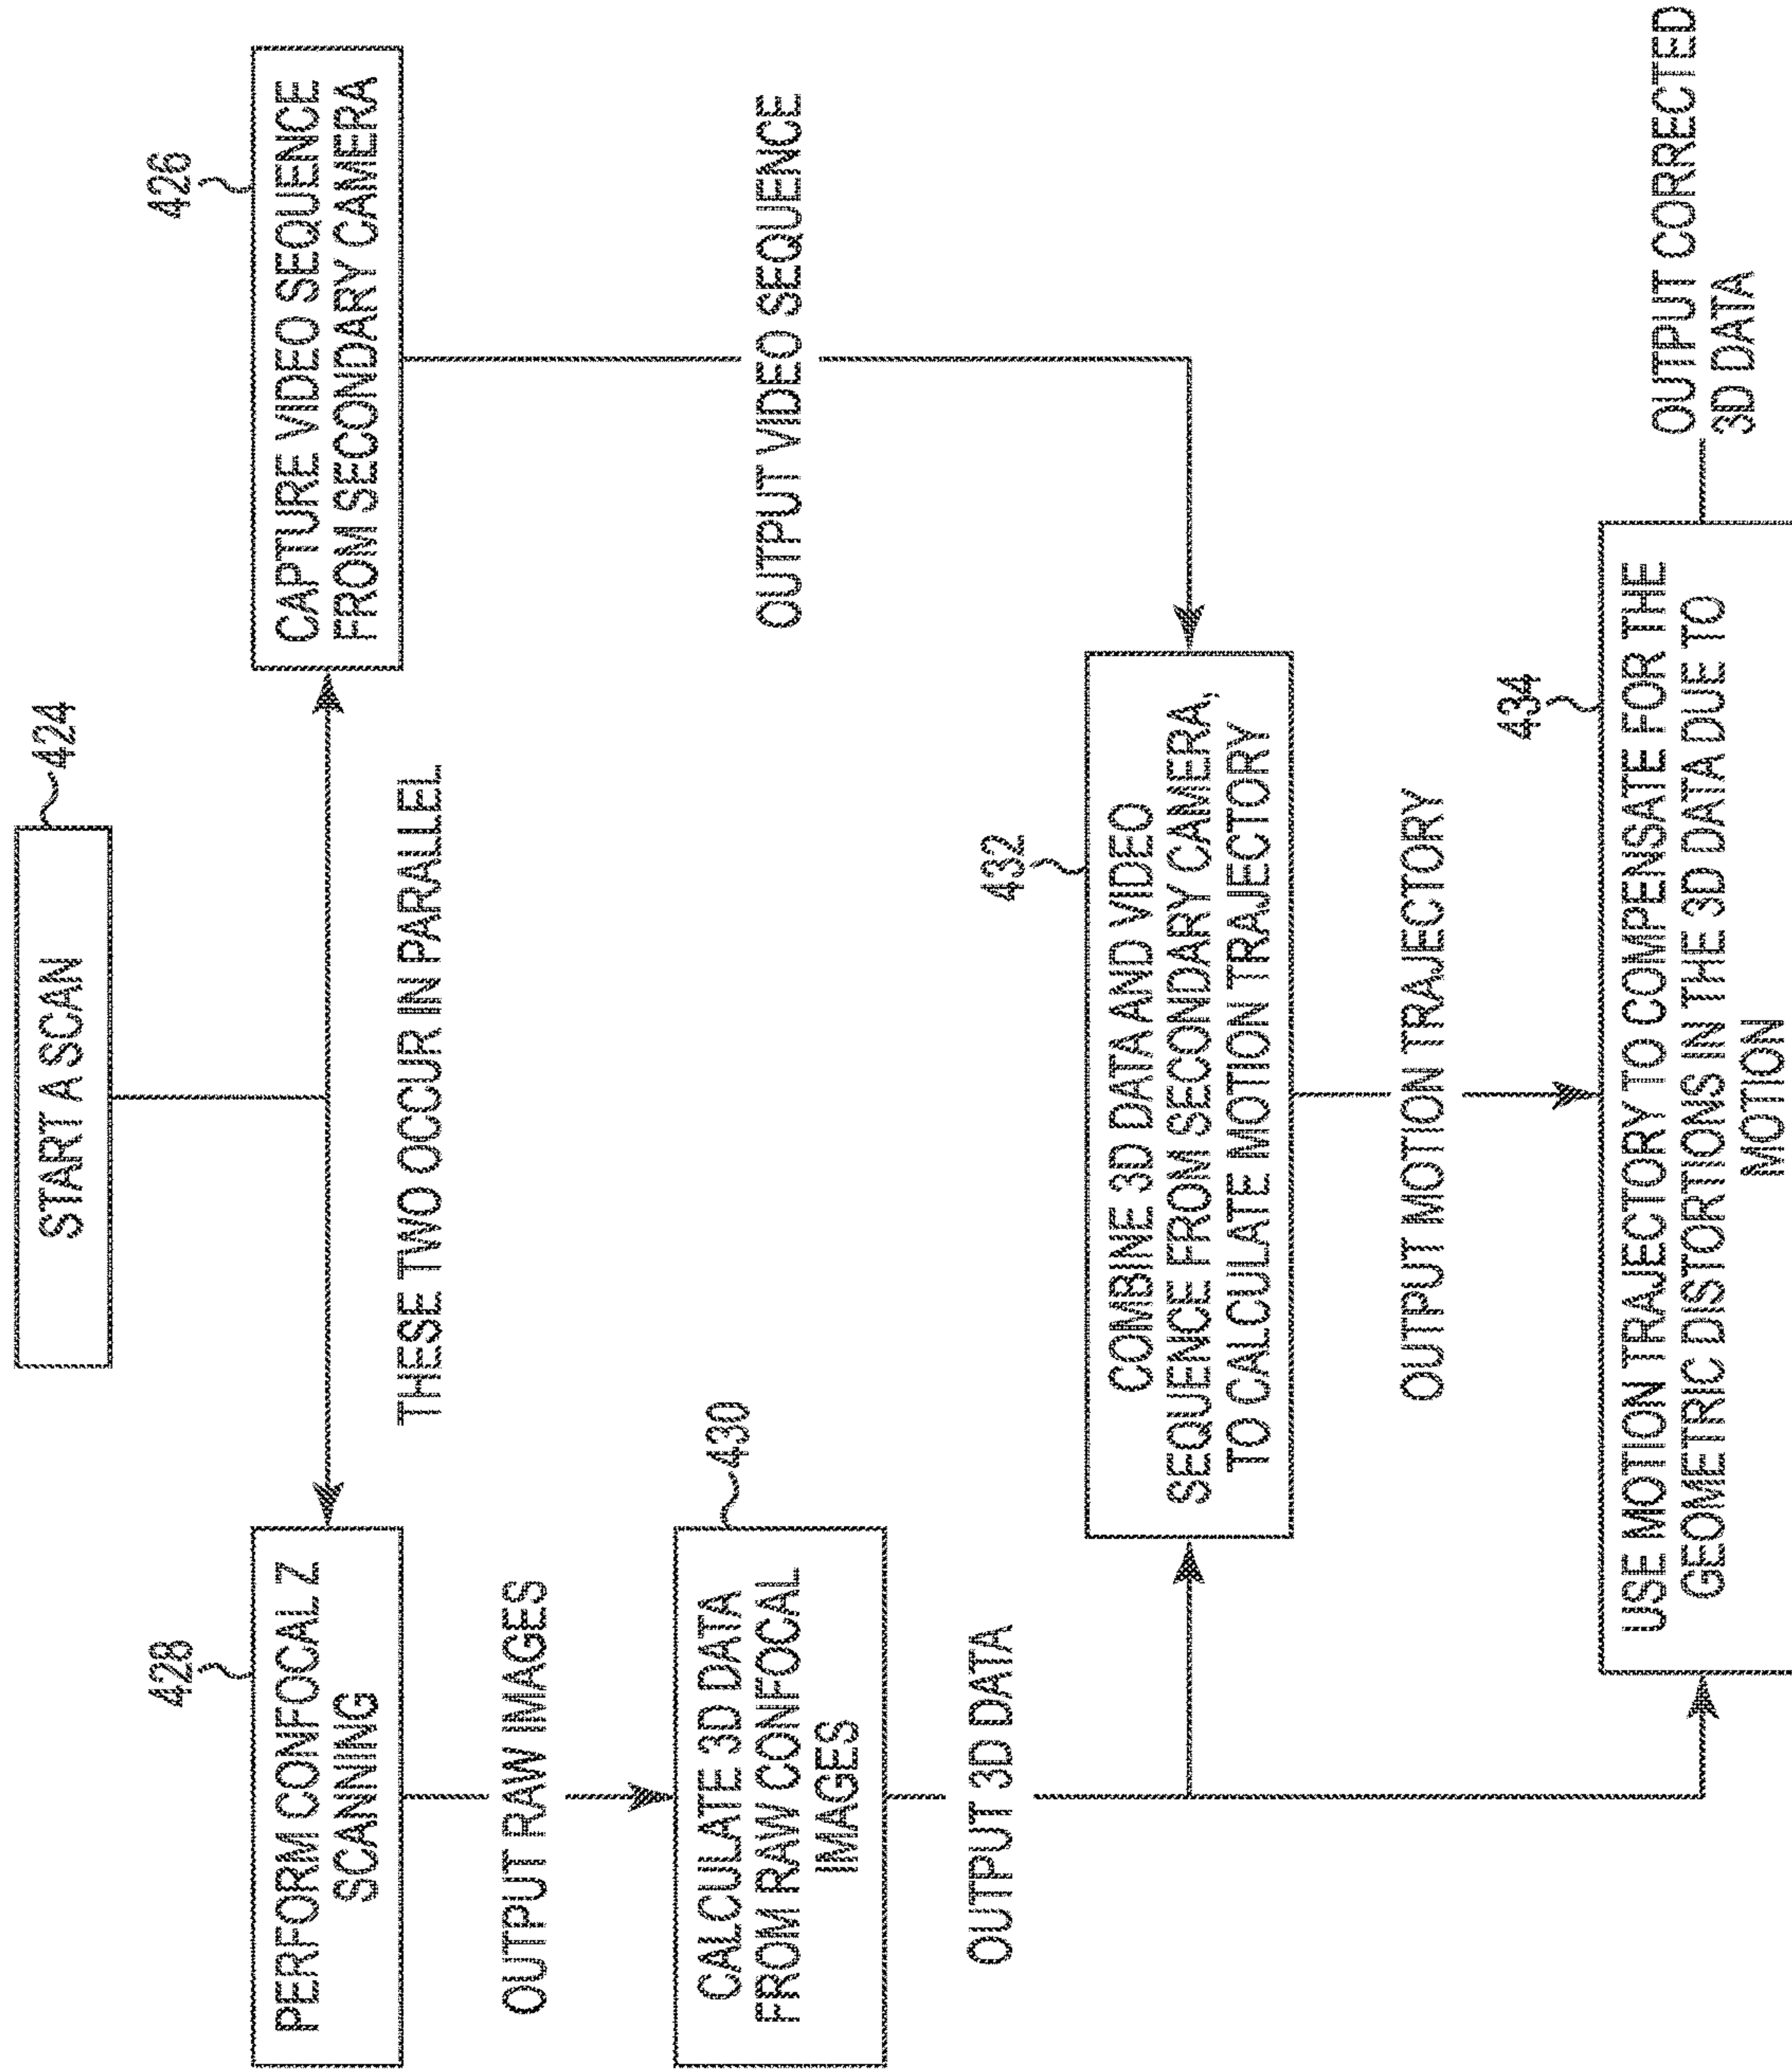 START A SCAN
424
428
PERFORM CONFOCAL Z
SCANNING
426
CAPTURE VIDEO SEQUENCE
FROM SECONDARY CAMERA
THESE TWO OCCUR IN PARALLEL
OUTPUT RAW IMAGES
430
CALCULATE 3D DATA
FROM RAW CONFOCAL
IMAGES
OUTPUT VIDEO SEQUENCE
OUTPUT 3D DATA
432
COMBINE 3D DATA AND VIDEO
SEQUENCE FROM SECONDARY CAMERA,
TO CALCULATE MOTION TRAJECTORY
OUTPUT MOTION TRAJECTORY
434
USE MOTION TRAJECTORY TO COMPENSATE FOR THE
GEOMETRIC DISTORTIONS IN THE 3D DATA DUE TO
MOTION
OUTPUT CORRECTED
3D DATA